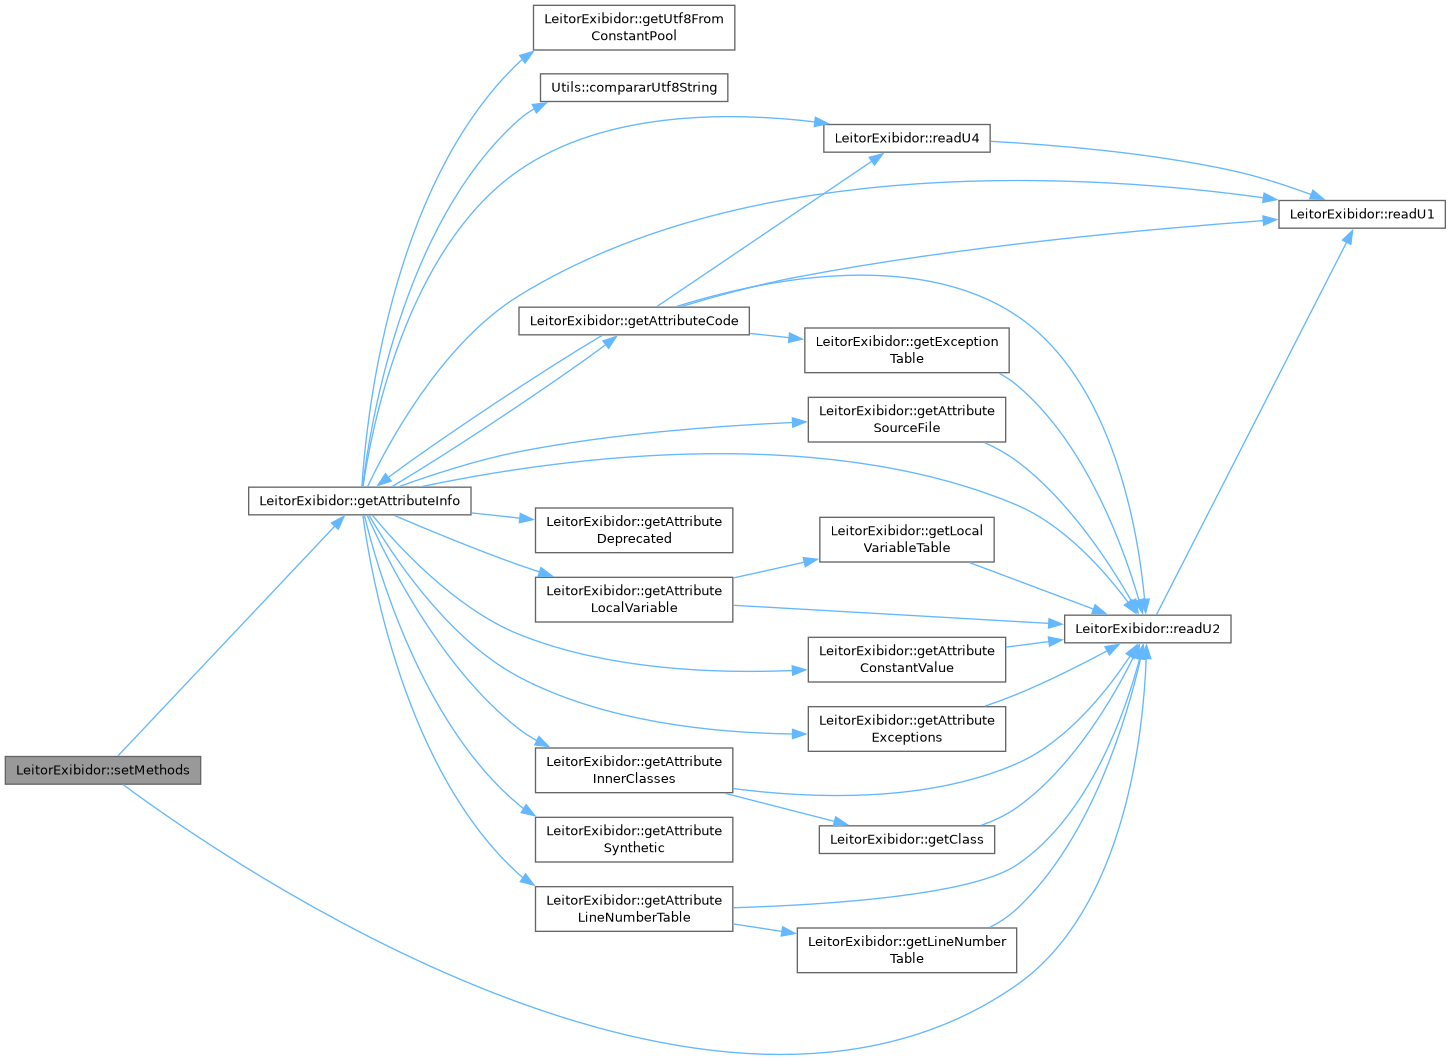 LeitorExibidor::getUtf8From
ConstantPool
Utils::compararUtf8String
LeitorExibidor::readU4
LeitorExibidor::readU1
LeitorExibidor::getAttributeCode
LeitorExibidor::getException
Table
LeitorExibidor::getAttribute
SourceFile
LeitorExibidor::getAttributeInfo
LeitorExibidor::getAttribute
Deprecated
LeitorExibidor::getLocal
VariableTable
LeitorExibidor::getAttribute
LocalVariable
LeitorExibidor::readU2
LeitorExibidor::getAttribute
ConstantValue
LeitorExibidor::getAttribute
Exceptions
LeitorExibidor::setMethods
LeitorExibidor::getAttribute
InnerClasses
LeitorExibidor::getClass
LeitorExibidor::getAttribute
Synthetic
LeitorExibidor::getAttribute
LineNumberTable
LeitorExibidor::getLineNumber
Table